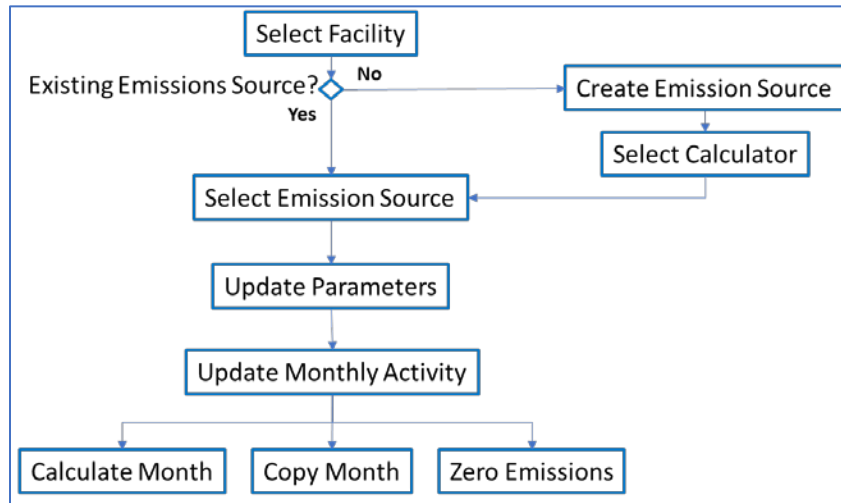 Select Facility
Existing Emissions Source?
No
Yes
Create Emission Source
Select Calculator
Select Emission Source
Update Parameters
Update Monthly Activity
Calculate Month
Copy Month
Zero Emissions